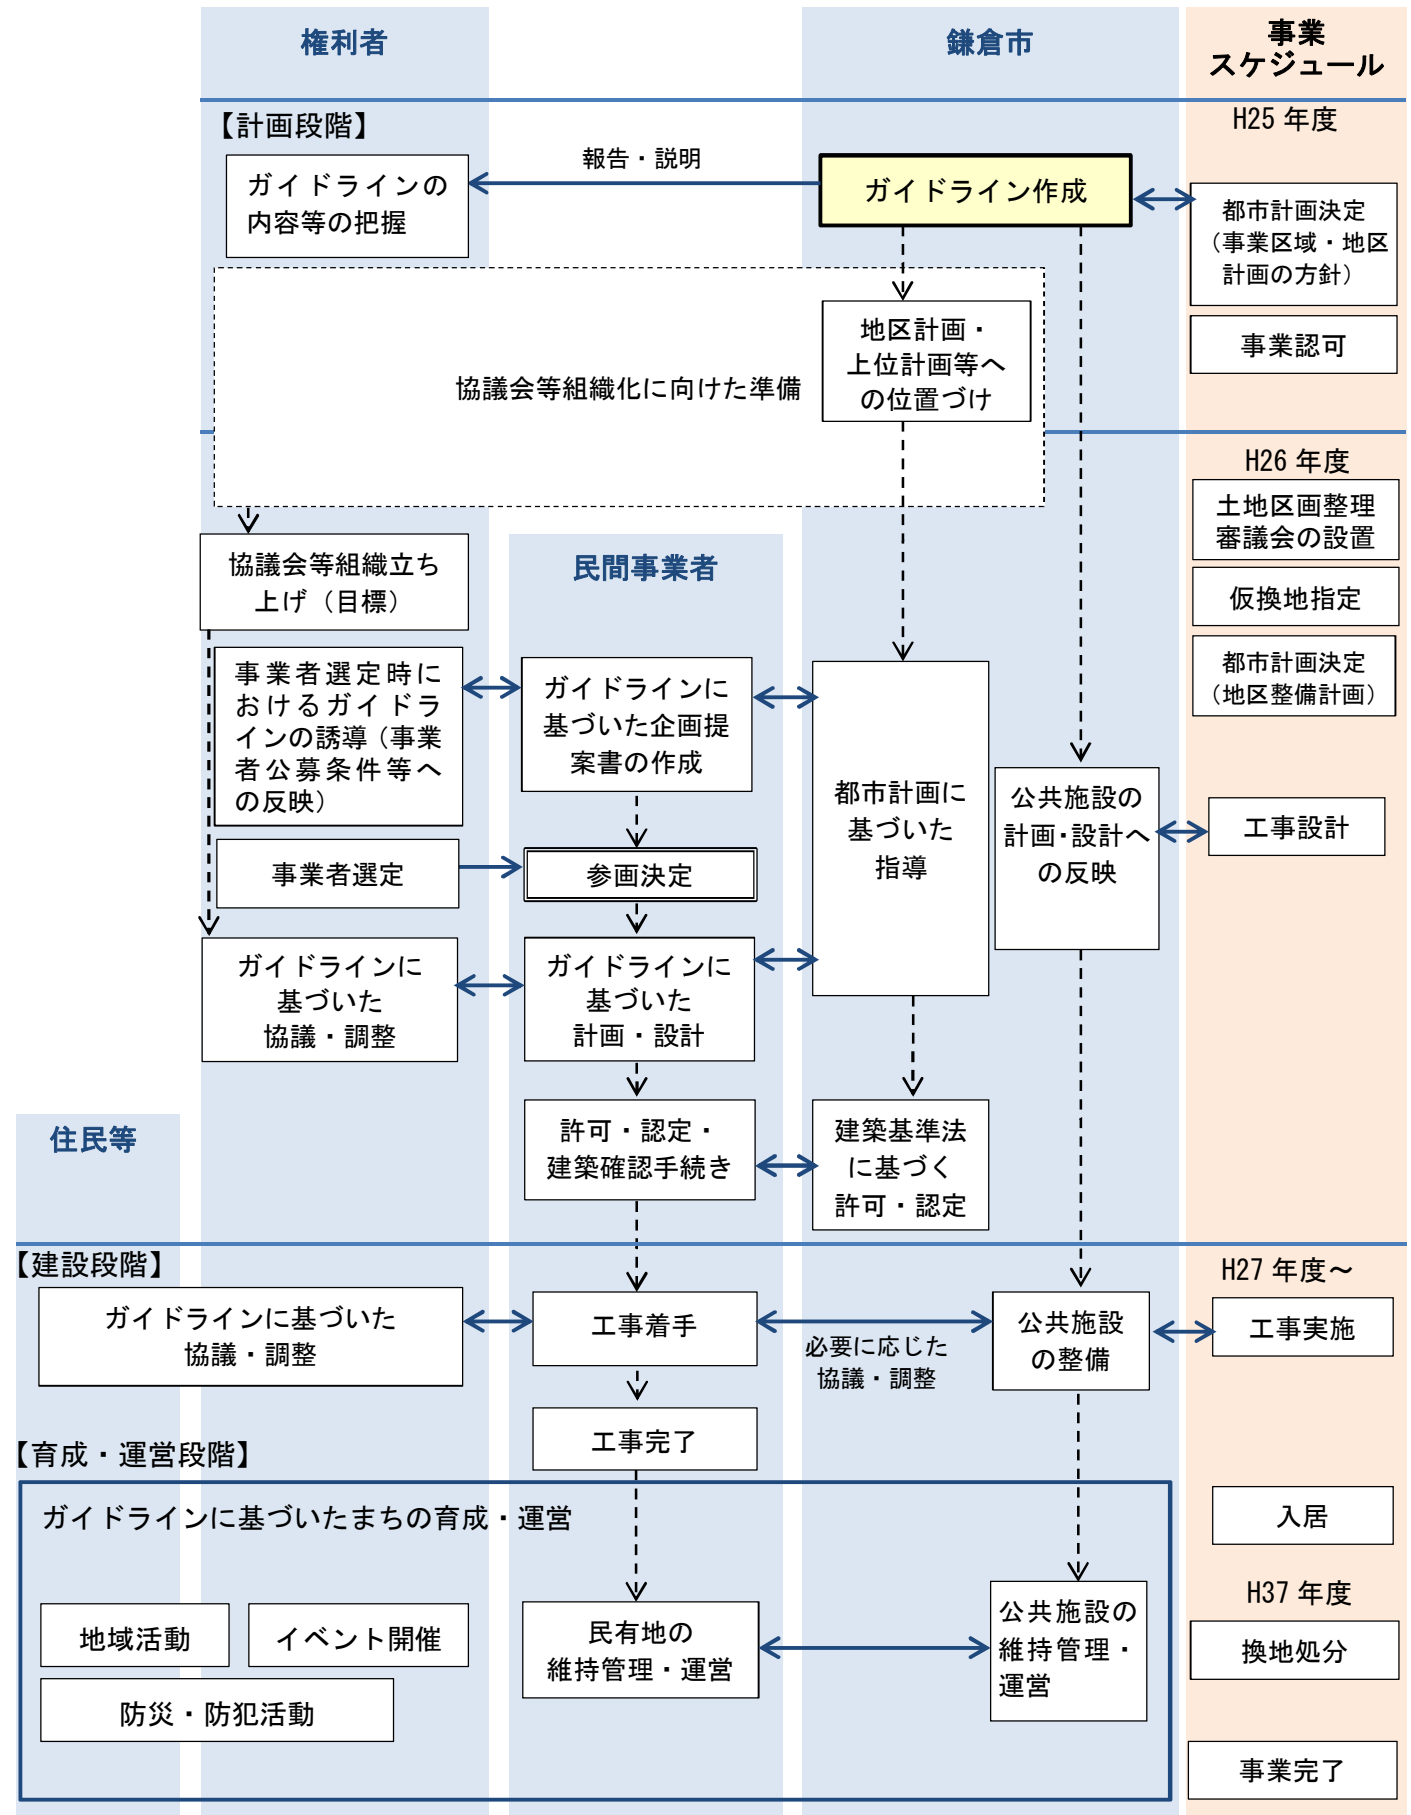 権利者
鎌倉市
事業
スケジュール
【計画段階】
H25 年度
報告・説明
ガイドラインの
内容等の把握
ガイドライン作成
都市計画決定
（事業区域・地区
計画の方針）
事業認可
地区計画・
上位計画等へ
の位置づけ
協議会等組織化に向けた準備
H26 年度
土地区画整理
審議会の設置
仮換地指定
都市計画決定
（地区整備計画）
協議会等組織立ち
上げ（目標）
民間事業者
事業者選定時に
おけるガイドラ
インの誘導（事業
者公募条件等へ
の反映）
ガイドラインに
基づいた企画提
案書の作成
都市計画に
基づいた
指導
公共施設の
計画・設計へ
の反映
工事設計
事業者選定
参画決定
ガイドラインに
基づいた
協議・調整
ガイドラインに
基づいた
計画・設計
住民等
許可・認定・
建築確認手続き
建築基準法
に基づく
許可・認定
【建設段階】
H27 年度～
ガイドラインに基づいた
協議・調整
工事着手
必要に応じた
協議・調整
公共施設
の整備
工事実施
工事完了
【育成・運営段階】
ガイドラインに基づいたまちの育成・運営
入居
H37 年度
地域活動
イベント開催
防災・防犯活動
民有地の
維持管理・運営
公共施設の
維持管理・
運営
換地処分
事業完了